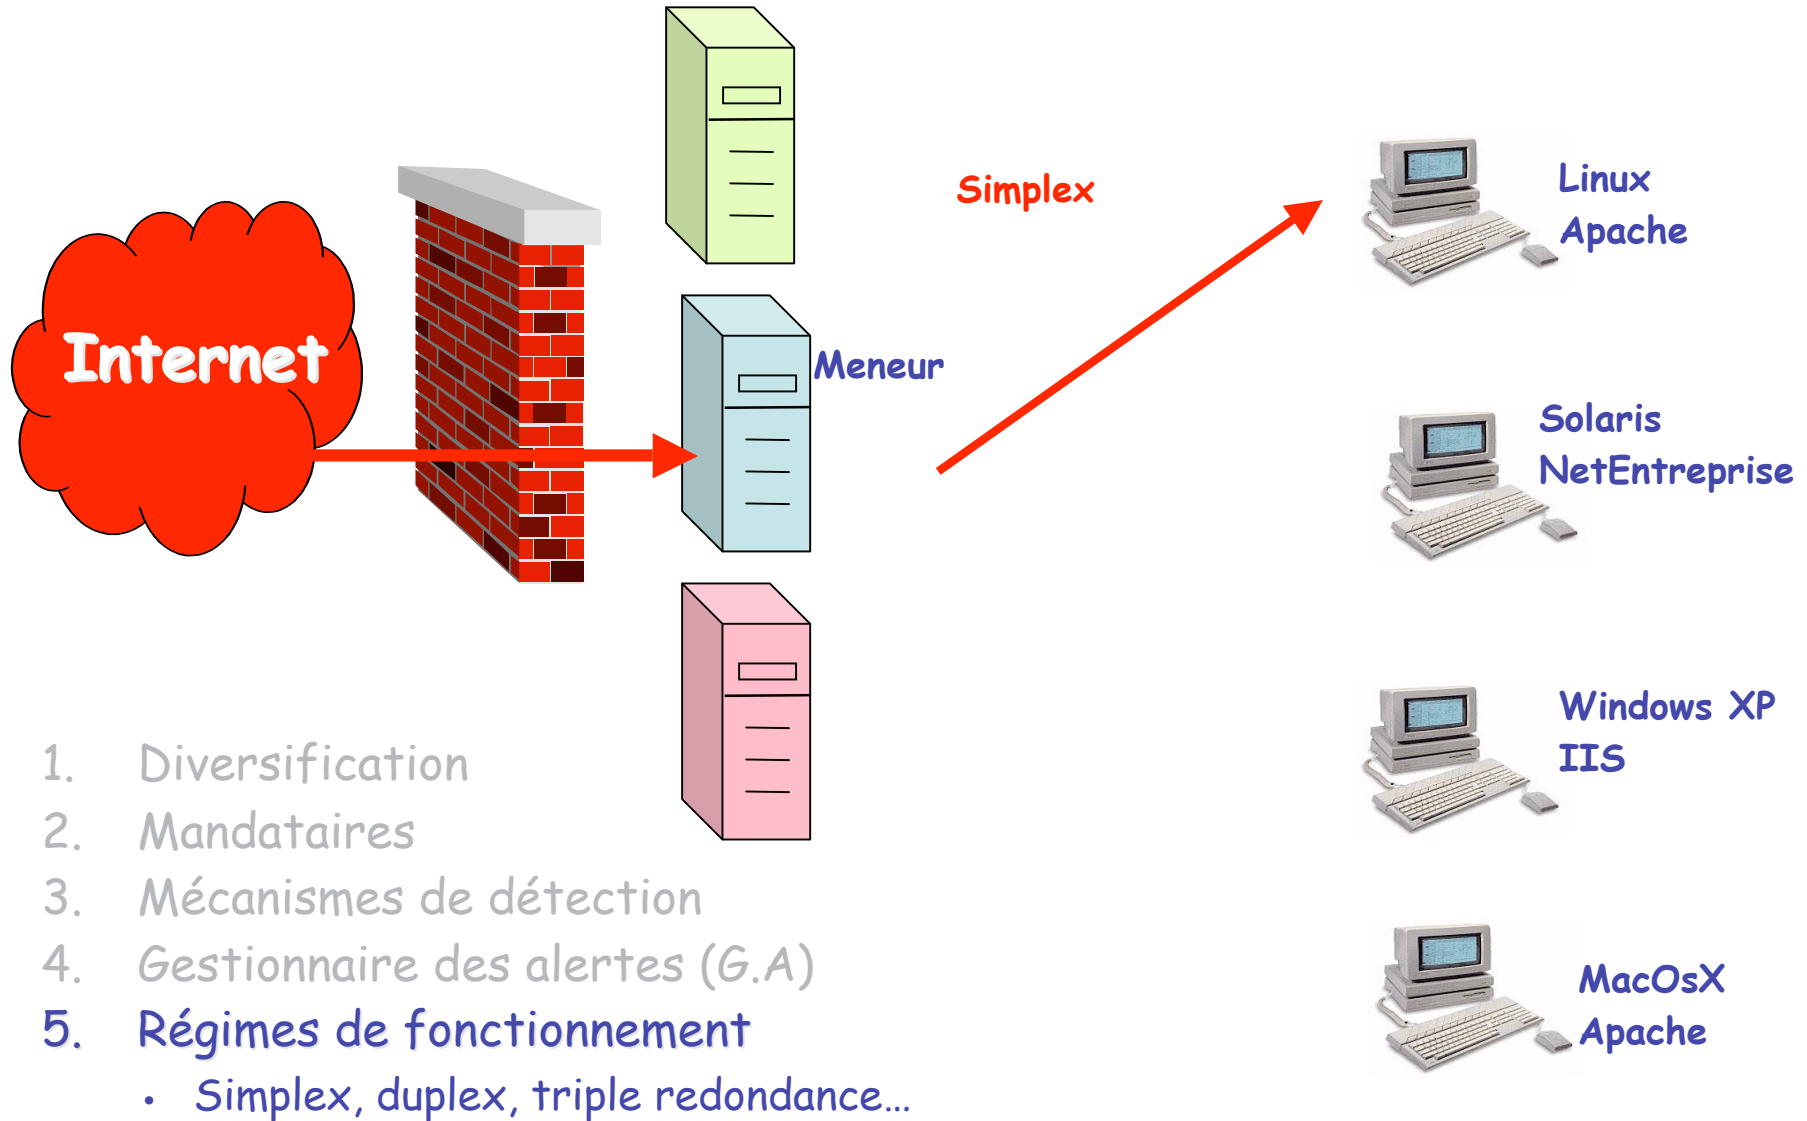 Simplex
Linux
Apache
Internet
Meneur
Solaris
NetEntreprise
Windows XP
IIS
1. Diversification
2. Mandataires
3. Mécanismes de détection
4. Gestionnaire des alertes (G.A)
MacOsX
Apache
5. Régimes de fonctionnement
• Simplex, duplex, triple redondance…